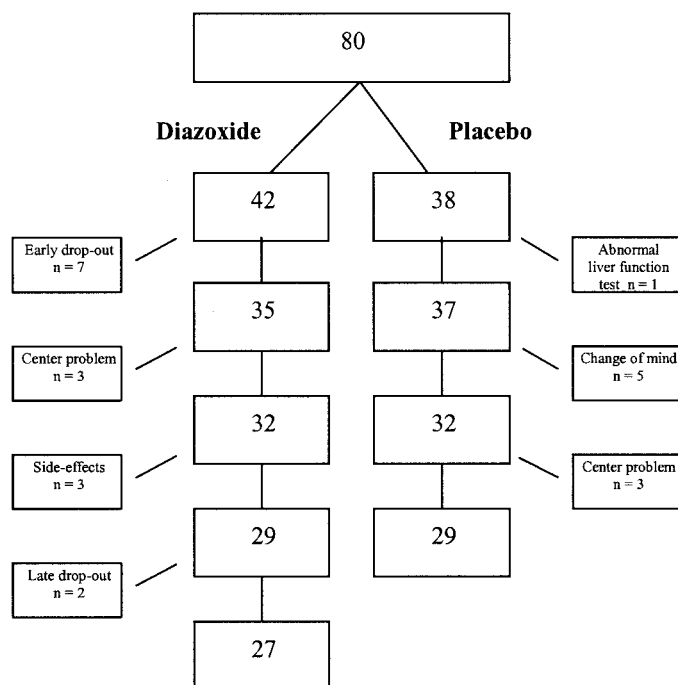 80
Diazoxide
Placebo
42
38
Early drop-out
n = 7
Abnormal
liver function
test n = 1
35
37
Center problem
n = 3
Change of mind
n = 5
32
32
Side-effects
n = 3
Center problem
n = 3
29
29
Late drop-out
n = 2
27